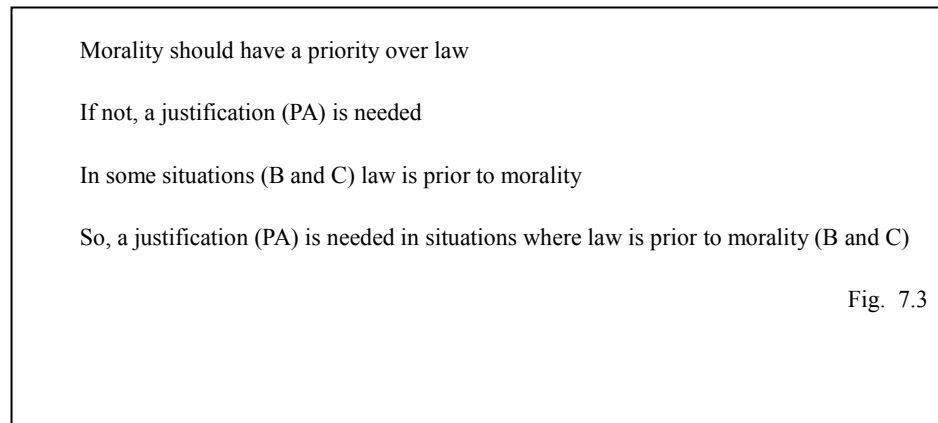 Morality should have a priority over law
If not, a justification (PA) is needed
In some situations (B and C) law is prior to morality
So, a justification (PA) is needed in situations where law is prior to morality (B and C)
Fig. 7.3